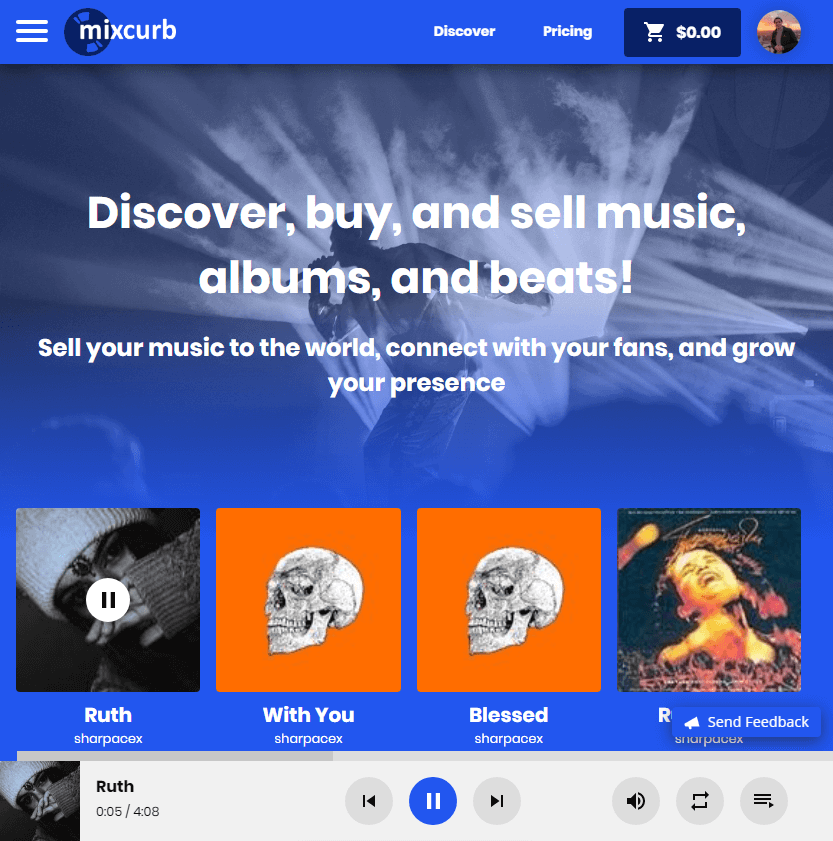 mixcurb
Discover
Pricing
$0.00
Discover, buy, and sell music,
albums, and beats!
Sell your music to the world, connect with your fans, and grow
your presence
Ruth
With You
Blessed
sharpacex
sharpacex
sharpacex
sharpacex
Send Feedback
Ruth
0:05 / 4:08